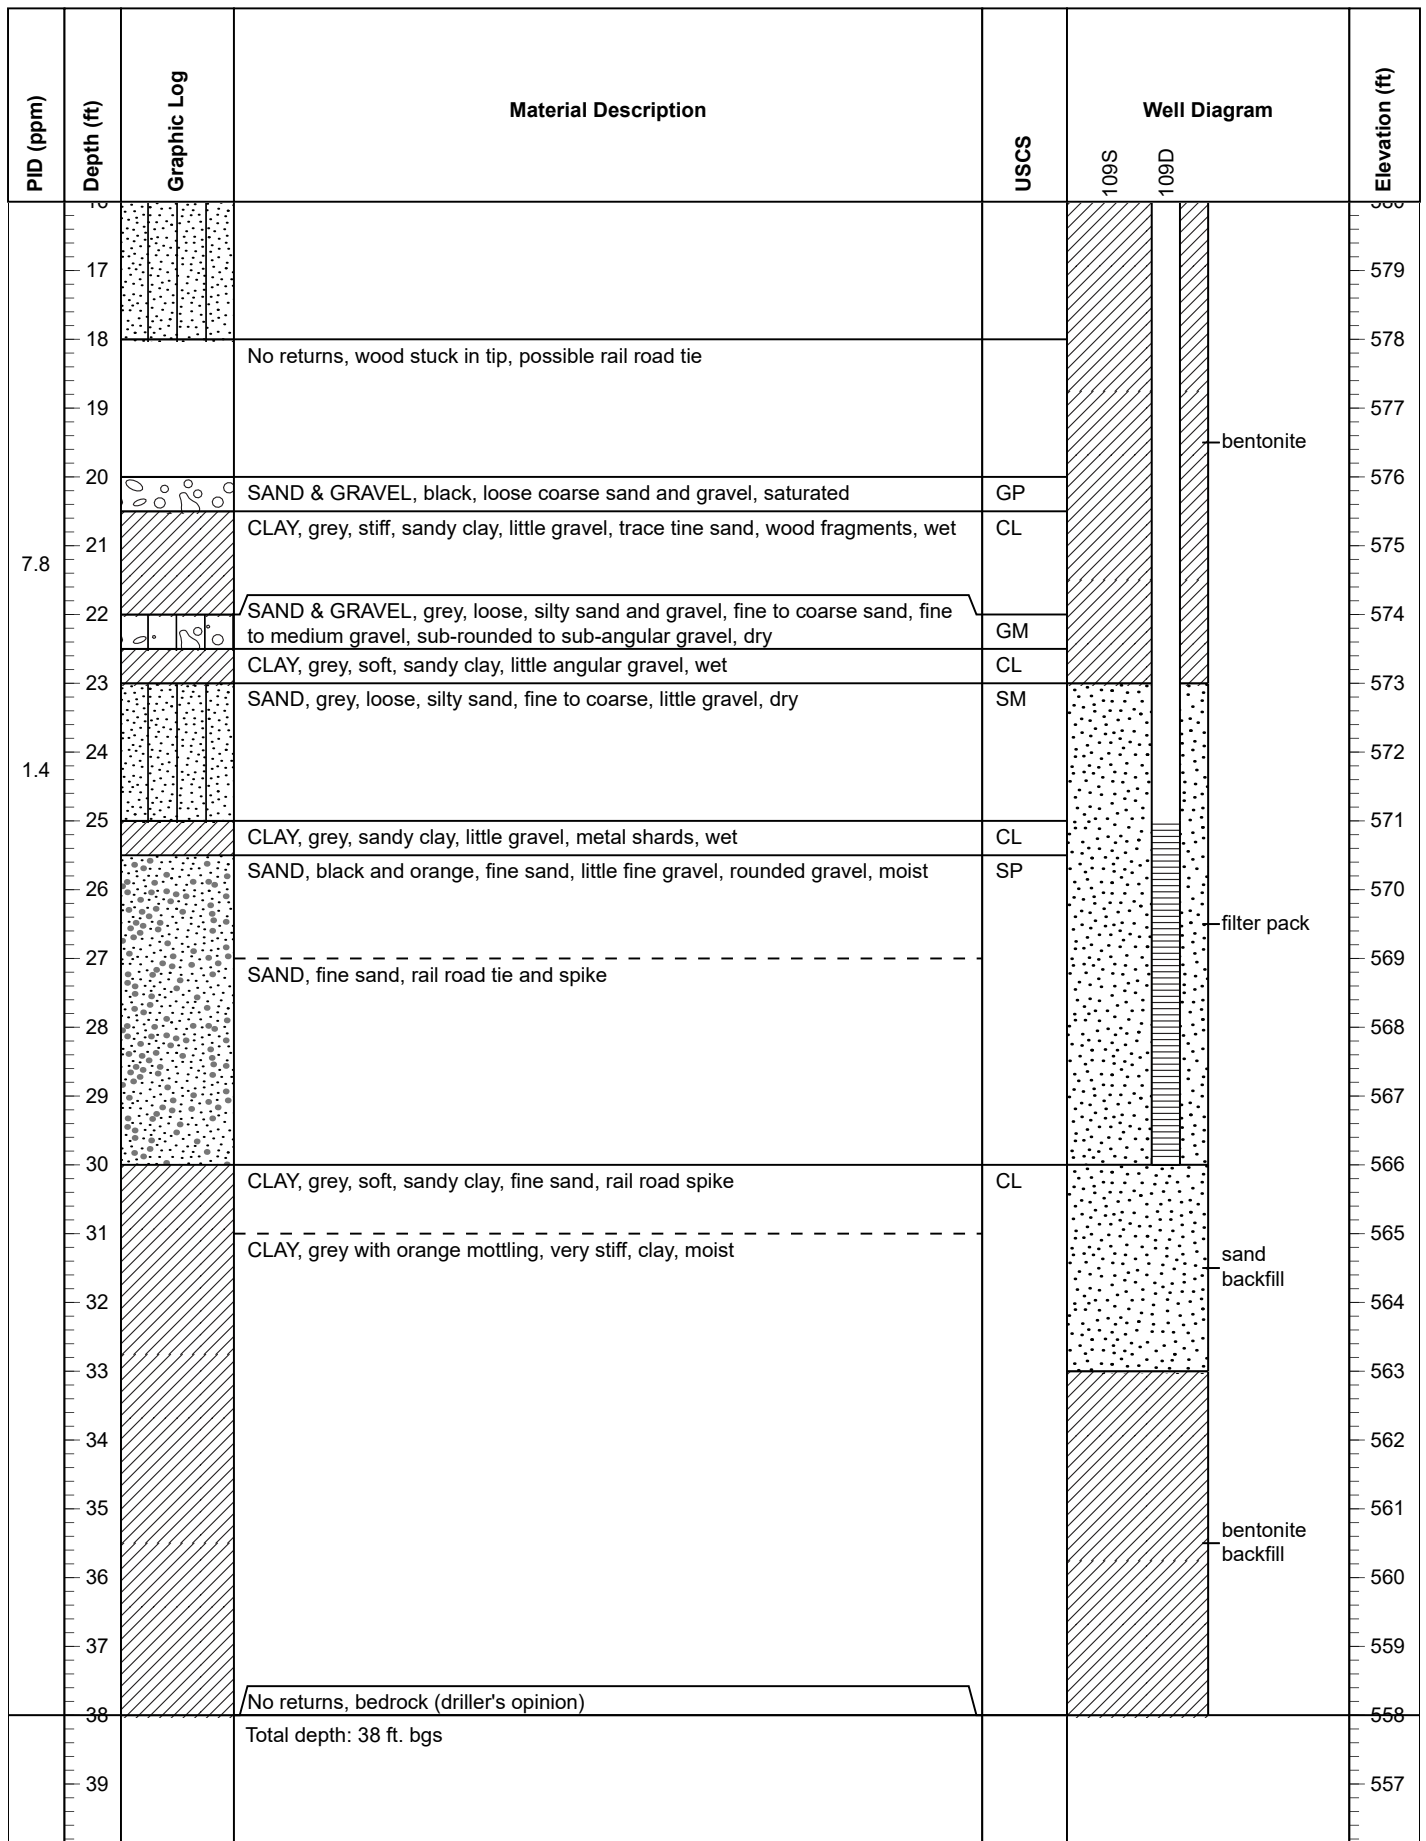 PID (ppm)
Depth (ft)
Graphic Log
Material Description
USCS
Well Diagram
109S
109D
Elevation (ft)
16
580
17
579
18
578
No returns, wood stuck in tip, possible rail road tie
19
577
bentonite
20
576
SAND & GRAVEL, black, loose coarse sand and gravel, saturated
GP
CLAY, grey, stiff, sandy clay, little gravel, trace tine sand, wood fragments, wet
CL
21
575
7.8
22
574
SAND & GRAVEL, grey, loose, silty sand and gravel, fine to coarse sand, fine
to medium gravel, sub-rounded to sub-angular gravel, dry
GM
CLAY, grey, soft, sandy clay, little angular gravel, wet
CL
23
573
SAND, grey, loose, silty sand, fine to coarse, little gravel, dry
SM
24
572
1.4
25
571
CLAY, grey, sandy clay, little gravel, metal shards, wet
CL
SAND, black and orange, fine sand, little fine gravel, rounded gravel, moist
SP
26
570
filter pack
27
569
SAND, fine sand, rail road tie and spike
28
568
29
567
30
566
CLAY, grey, soft, sandy clay, fine sand, rail road spike
CL
31
565
CLAY, grey with orange mottling, very stiff, clay, moist
sand
backfill
32
564
33
563
34
562
35
561
bentonite
backfill
36
560
37
559
No returns, bedrock (driller's opinion)
38
558
Total depth: 38 ft. bgs
39
557